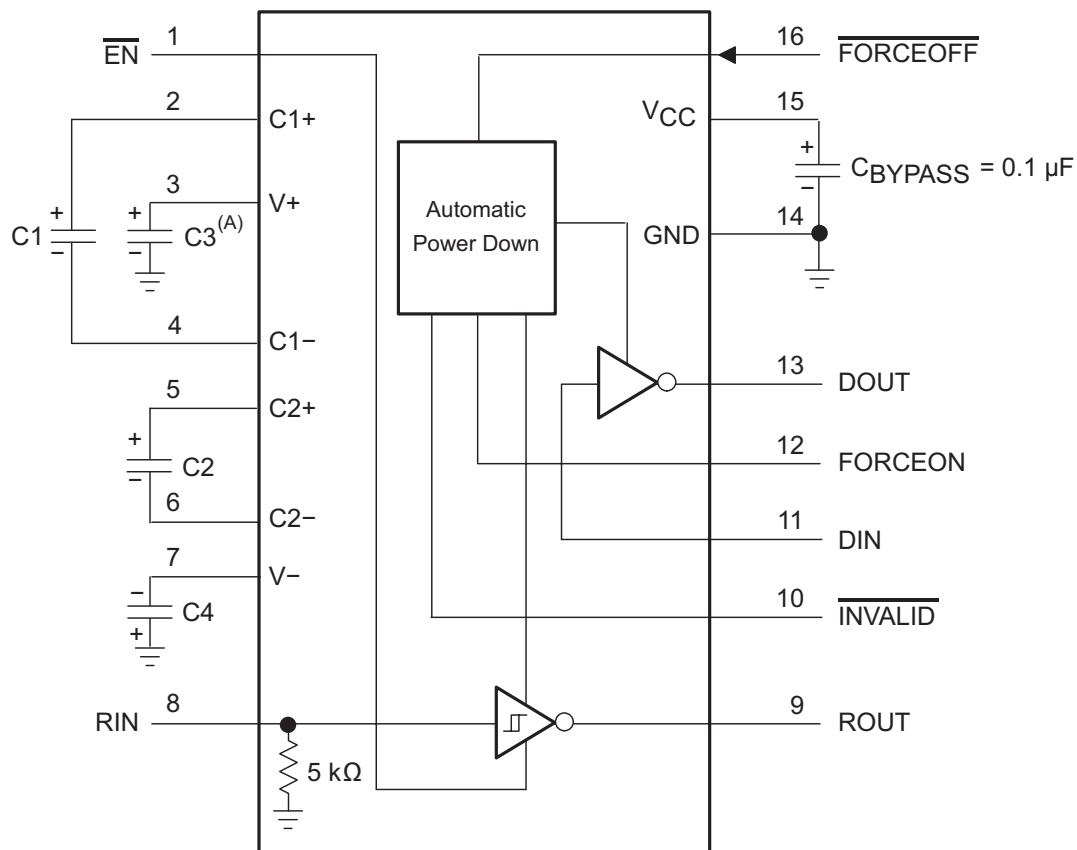 EN
1
2
C1+
C1
+
−
3
V+
+
−
C3(A)
4
C1−
5
C2+
+
−
C2
6
C2−
7
V−
−
+
C4
RIN
8
5 kΩ
Automatic
Power Down
16
FORCEOFF
VCC
15
+
−
CBYPASS = 0.1 µF
GND
14
13
DOUT
12
FORCEON
11
DIN
10
INVALID
9
ROUT